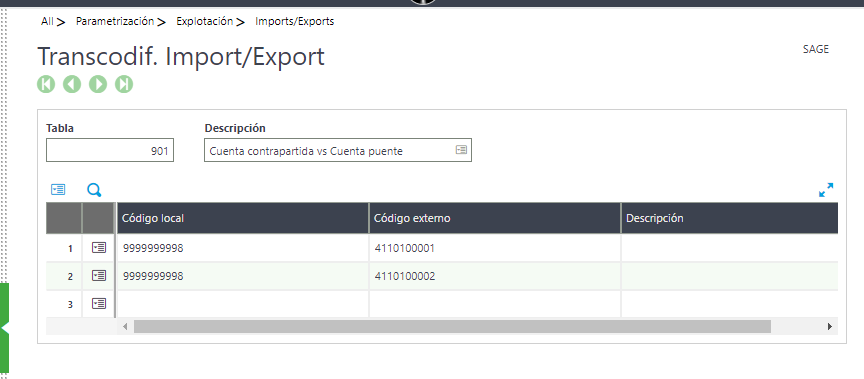 All > Parametrización > Explotación > Imports/Exports
Transcodif. Import/Export
SAGE
Tabla Descripción
901 Cuenta contrapartida vs Cuenta puente
Código local Código externo Descripción
1 9999999998 4110100001
2 9999999998 4110100002
3